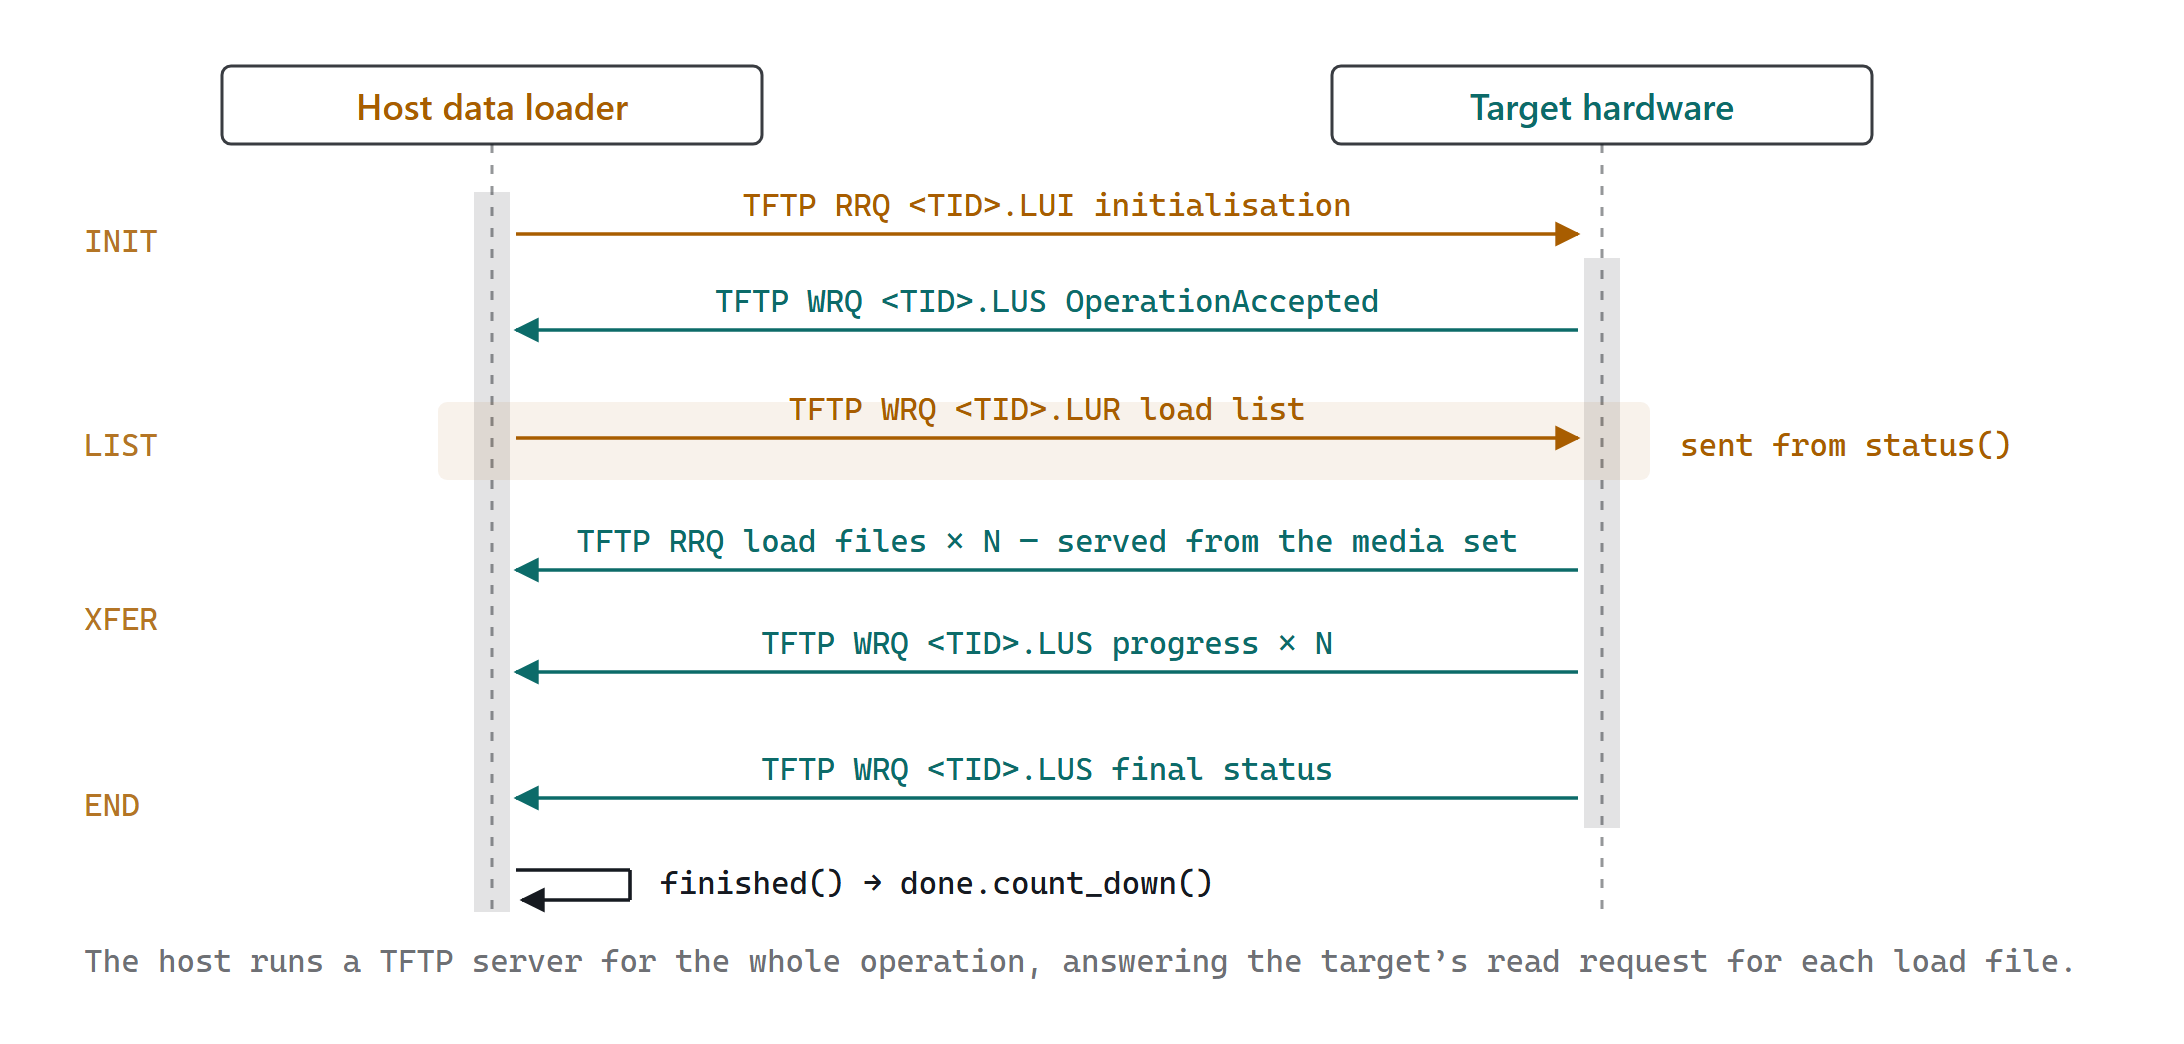 Host data loader
Target hardware
TFTP RRQ <TID>.LUI initialisation
INIT
TFTP WRQ <TID>.LUS OperationAccepted
TFTP WRQ <TID>.LUR load list
LIST
sent from status()
TFTP RRQ load files × N — served from the media set
XFER
TFTP WRQ <TID>.LUS progress × N
TFTP WRQ <TID>.LUS final status
END
finished() → done.count_down()
The host runs a TFTP server for the whole operation, answering the target’s read request for each load file.